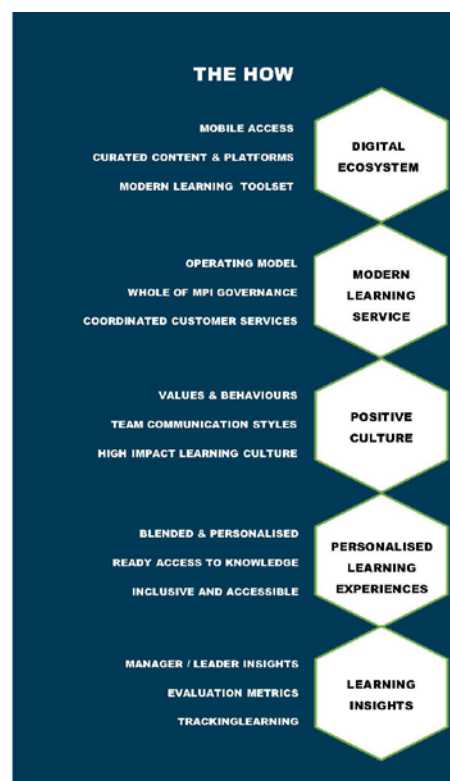 THE HOW
MOBILE ACCESS
CURATED CONTENT & PLATFORMS
MODERN LEARNING TOOLSET
DIGITAL
ECOSYSTEM
OPERATING MODEL
WHOLE OF MPI GOVERNANCE
COORDINATED CUSTOMER SERVICES
MODERN
LEARNING
SERVICE
VALUES & BEHAVIOURS
TEAM COMMUNICATION STYLES
HIGH IMPACT LEARNING CULTURE
POSITIVE
CULTURE
BLENDED & PERSONALISED
READY ACCESS TO KNOWLEDGE
INCLUSIVE AND ACCESSIBLE
PERSONALISED
LEARNING
EXPERIENCES
MANAGER / LEADER INSIGHTS
EVALUATION METRICS
TRACKINGLEARNING
LEARNING
INSIGHTS